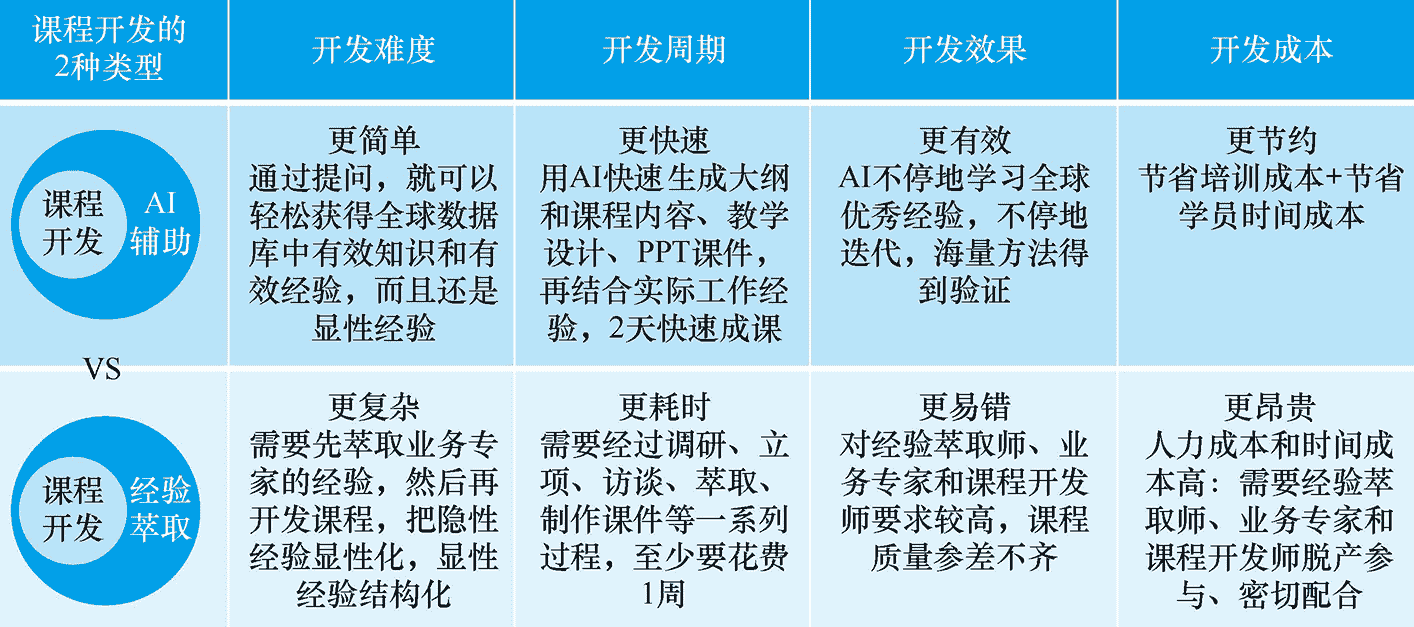 课程开发的
2种类型
开发难度
开发周期
开发效果
开发成本
课程
开发
AI
辅助
更简单
通过提问，就可以
轻松获得全球数据
库中有效知识和有
效经验，而且还是
显性经验
更快速
用AI快速生成大纲
和课程内容、教学
设计、PPT课件，
再结合实际工作经
验，2天快速成课
更有效
AI不停地学习全球
优秀经验，不停地
迭代，海量方法得
到验证
更节约
节省培训成本+节省
学员时间成本
VS
课程
开发
经验
萃取
更复杂
需要先萃取业务专
家的经验，然后再
开发课程，把隐性
经验显性化，显性
经验结构化
更耗时
需要经过调研、立
项、访谈、萃取、
制作课件等一系列
过程，至少要花费
1周
更易错
对经验萃取师、业
务专家和课程开发
师要求较高，课程
质量参差不齐
更昂贵
人力成本和时间成
本高：需要经验萃
取师、业务专家和
课程开发师脱产参
与、密切配合